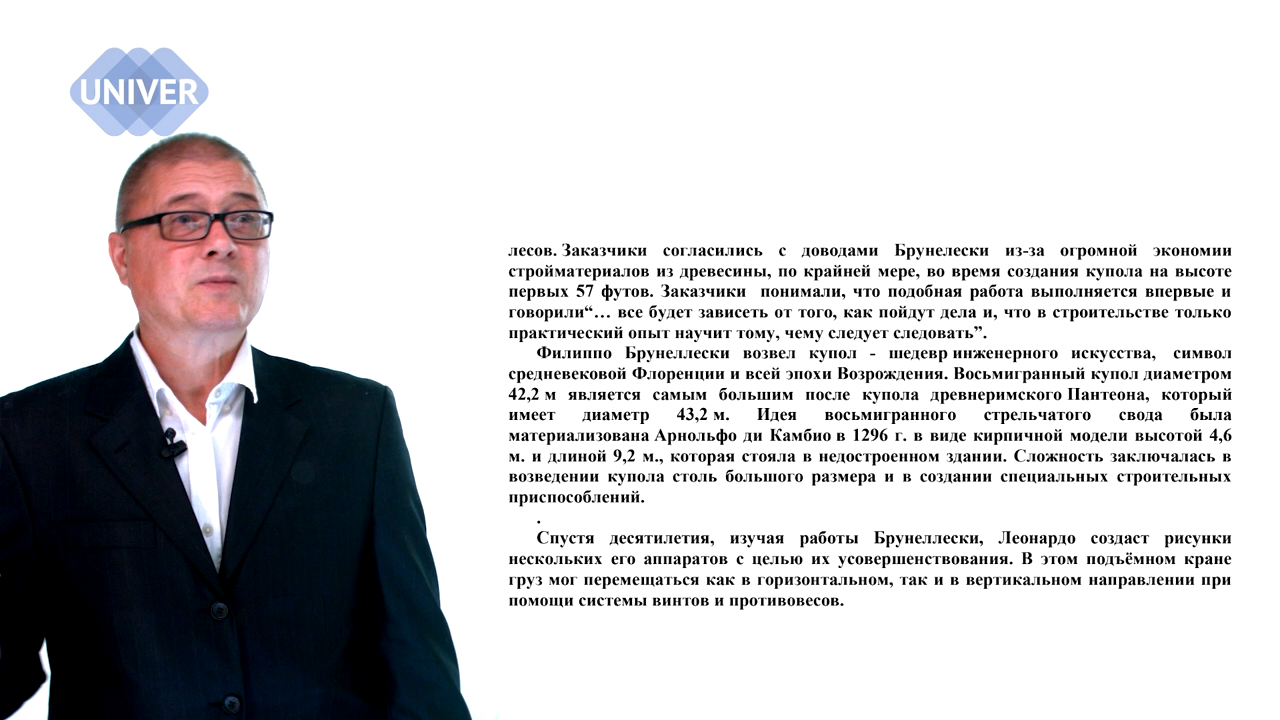 UNIVER
лесов. Заказчики согласились с доводами Брунелески из-за огромной экономии
стройматериалов из древесины, по крайней мере, во время создания купола на высоте
первых 57 футов. Заказчики понимали, что подобная работа выполняется впервые и
говорили“… все будет зависеть от того, как пойдут дела и, что в строительстве только
практический опыт научит тому, чему следует следовать”.
Филиппо Брунеллески возвел купол - шедевр инженерного искусства, символ
средневековой Флоренции и всей эпохи Возрождения. Восьмигранный купол диаметром
42,2 м является самым большим после купола древнеримского Пантеона, который
имеет диаметр 43,2 м. Идея восьмигранного стрельчатого свода была
материализована Арнольфо ди Камбио в 1296 г. в виде кирпичной модели высотой 4,6
м. и длиной 9,2 м., которая стояла в недостроенном здании. Сложность заключалась в
возведении купола столь большого размера и в создании специальных строительных
приспособлений.
.
Спустя десятилетия, изучая работы Брунеллески, Леонардо создаст рисунки
нескольких его аппаратов с целью их усовершенствования. В этом подъёмном кране
груз мог перемещаться как в горизонтальном, так и в вертикальном направлении при
помощи системы винтов и противовесов.